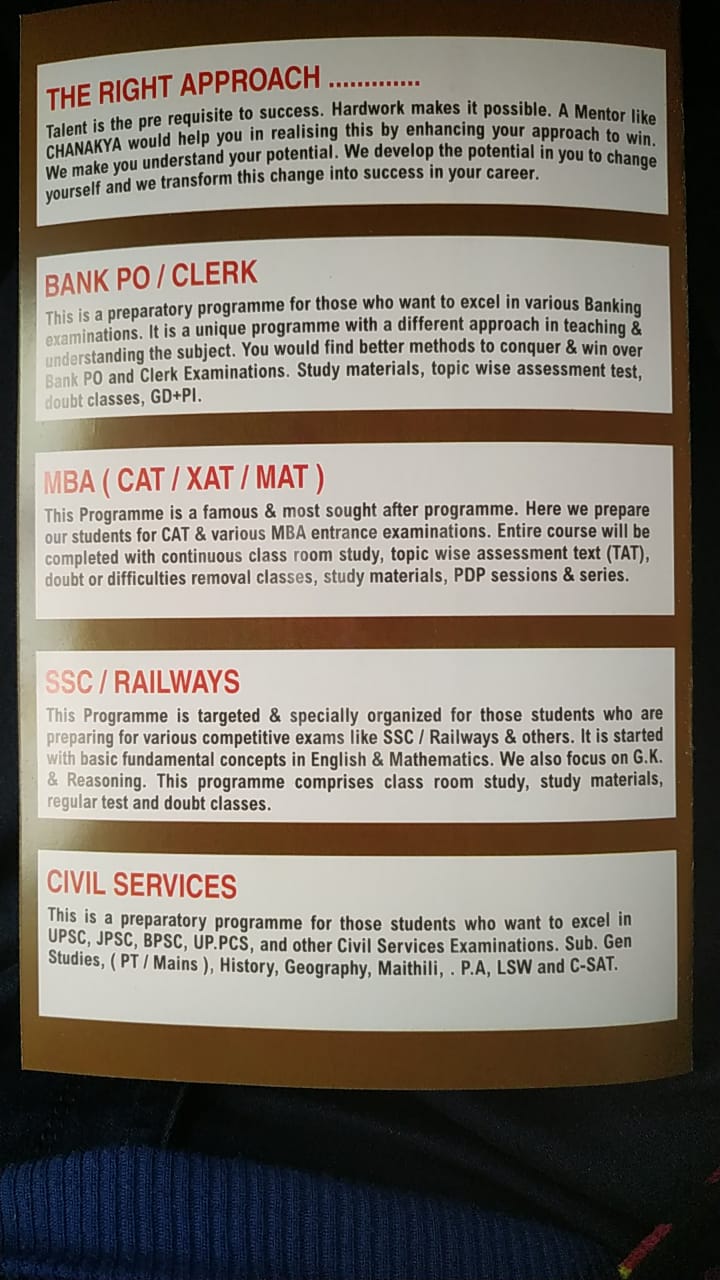 THE RIGHT APPROACH .............
Talent is the pre requisite to success. Hardwork makes it possible. A Mentor like
CHANAKYA would help you in realising this by enhancing your approach to win.
We make you understand your potential. We develop the potential in you to change
yourself and we transform this change into success in your career.
BANK PO / CLERK
This is a preparatory programme for those who want to excel in various Banking
examinations. It is a unique programme with a different approach in teaching &
understanding the subject. You would find better methods to conquer & win over
Bank PO and Clerk Examinations. Study materials, topic wise assessment test,
doubt classes, GD+PI.
MBA ( CAT / XAT / MAT )
This Programme is a famous & most sought after programme. Here we prepare
our students for CAT & various MBA entrance examinations. Entire course will be
completed with continuous class room study, topic wise assessment text (TAT),
doubt or difficulties removal classes, study materials, PDP sessions & series.
SSC / RAILWAYS
This Programme is targeted & specially organized for those students who are
preparing for various competitive exams like SSC / Railways & others. It is started
with basic fundamental concepts in English & Mathematics. We also focus on G.K.
& Reasoning. This programme comprises class room study, study materials,
regular test and doubt classes.
CIVIL SERVICES
This is a preparatory programme for those students who want to excel in
UPSC, JPSC, BPSC, UP.PCS, and other Civil Services Examinations. Sub. Gen
Studies, ( PT / Mains ), History, Geography, Maithili, . P.A, LSW and C-SAT.